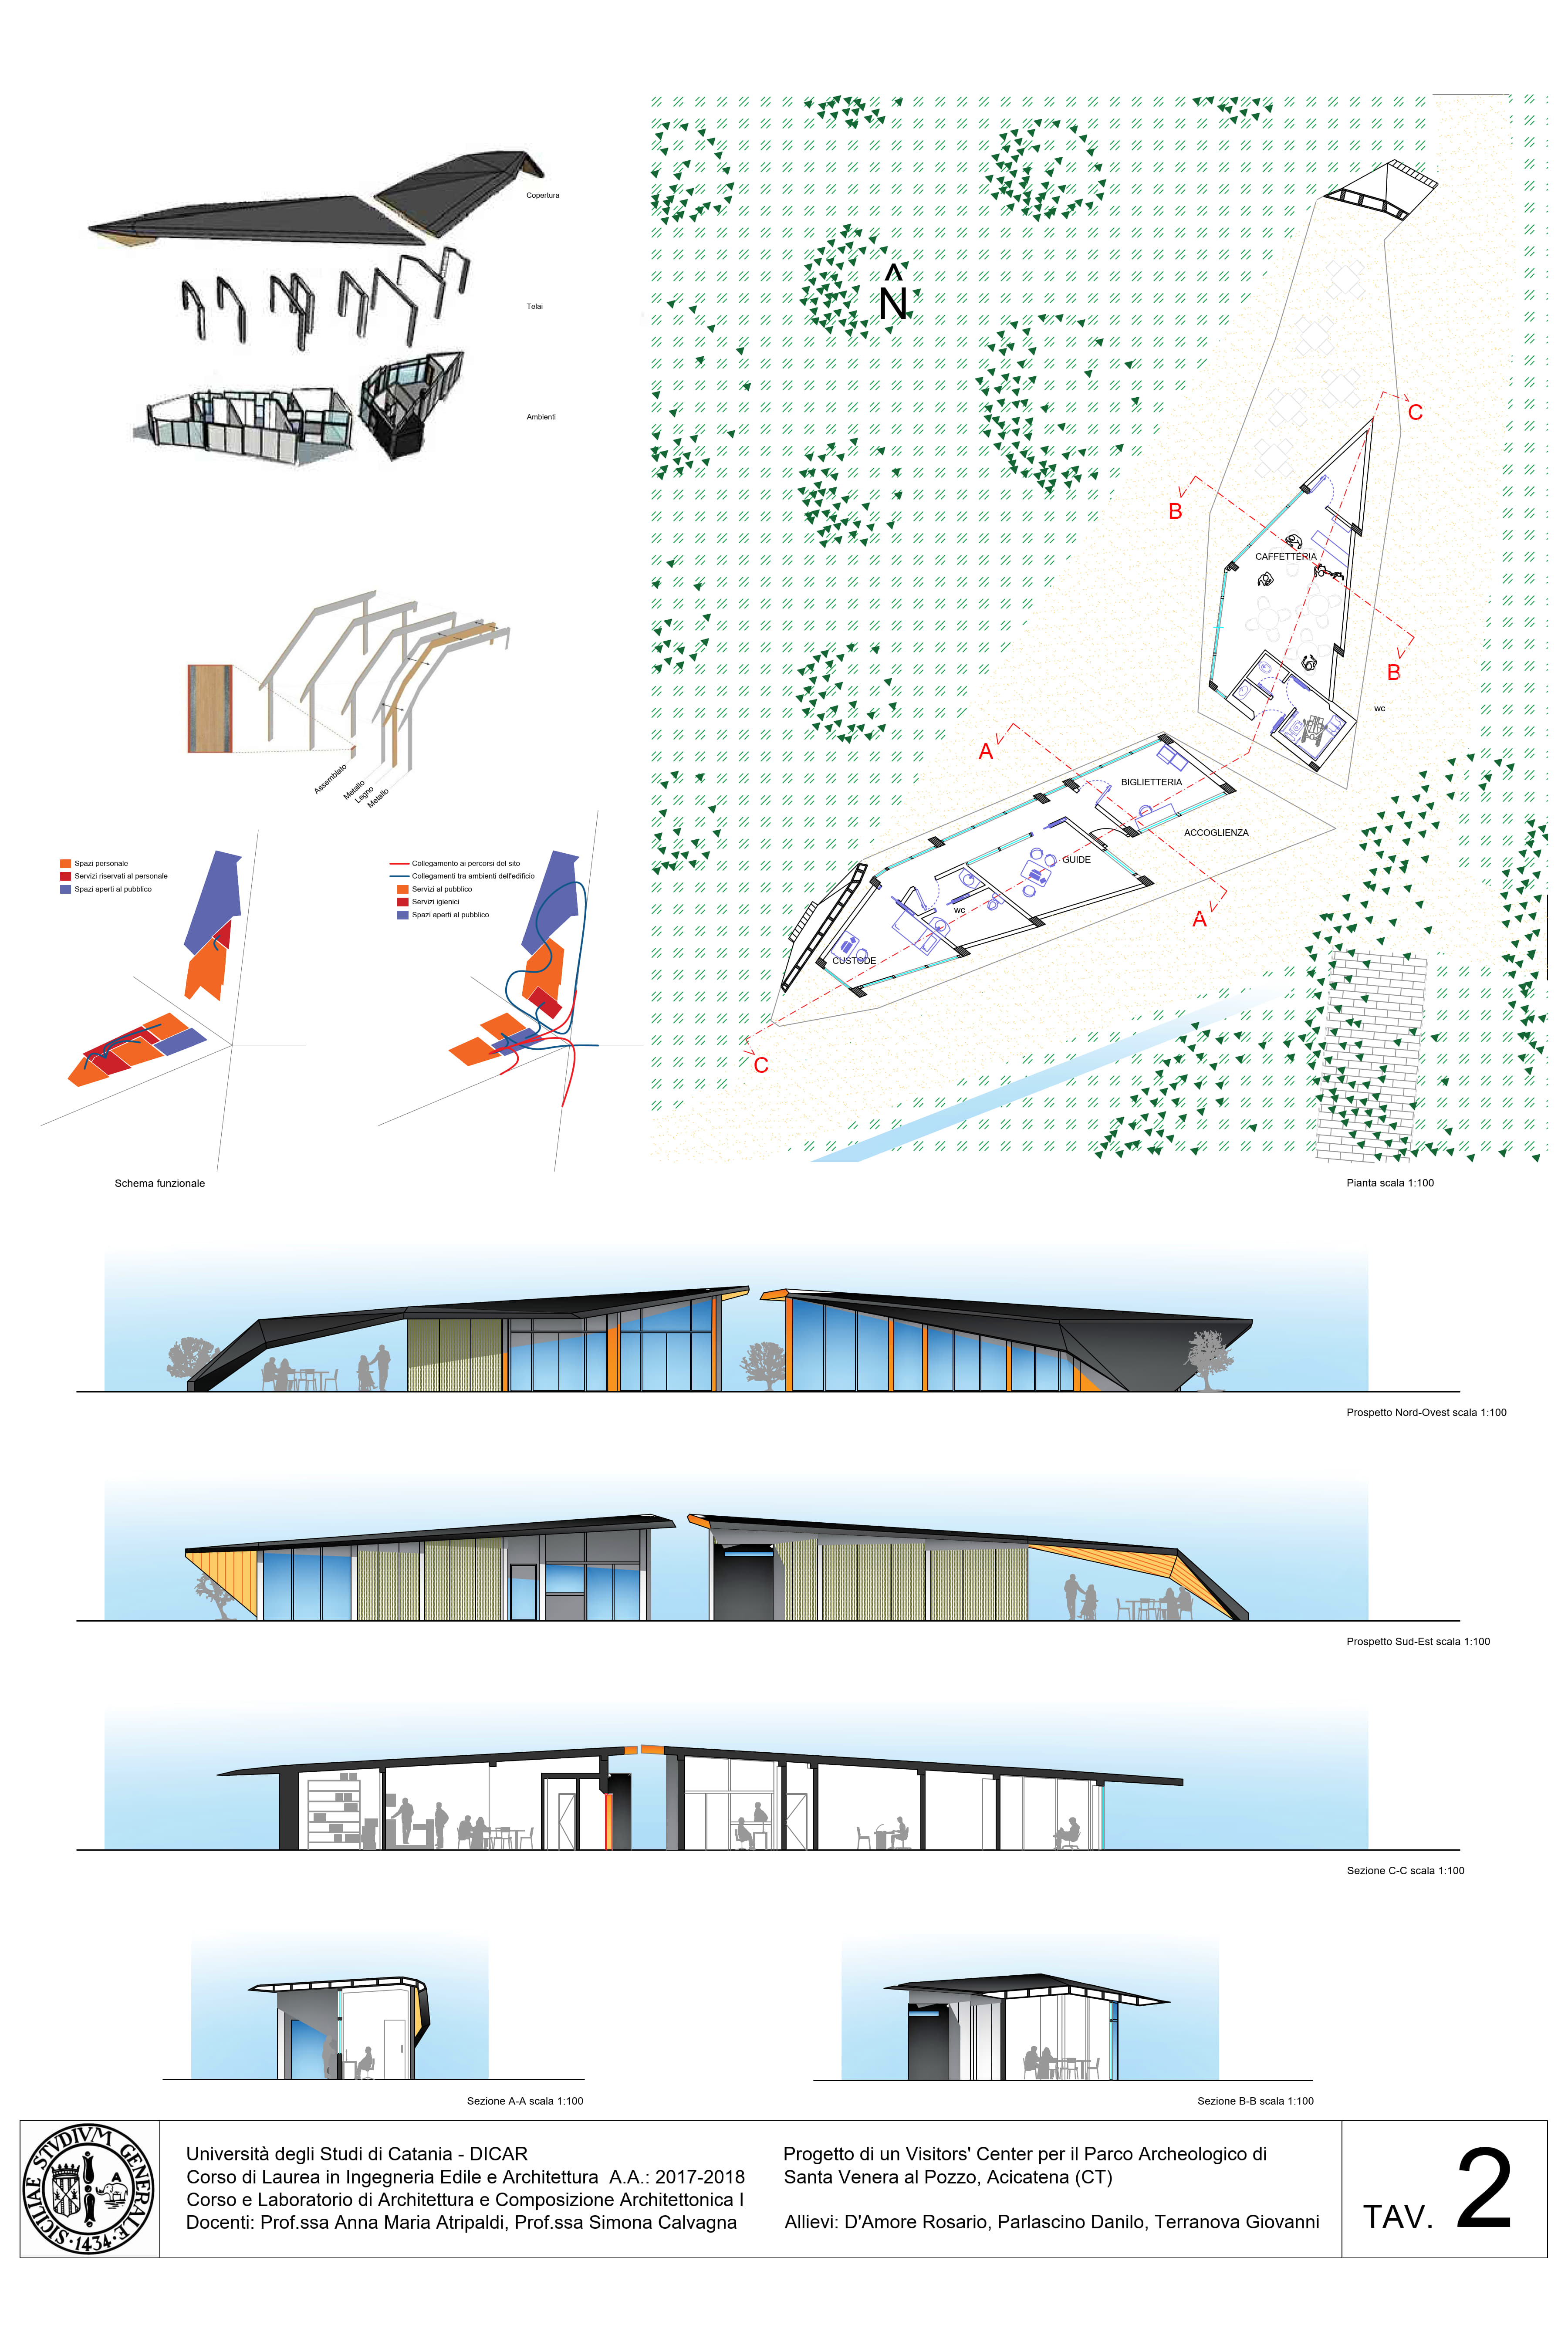 Copertura
Telai
Ambienti
Assemblato
Metallo
Legno
Metallo
Spazi personale
Servizi riservati al personale
Spazi aperti al pubblico
Collegamento ai percorsi del sito
Collegamenti tra ambienti dell'edificio
Servizi al pubblico
Servizi igienici
Spazi aperti al pubblico
Schema funzionale
^
N
C
B
CAFFETTERIA
B
WC
A
BIGLIETTERIA
ACCOGLIENZA
GUIDE
WC
A
CUSTODE
C
Pianta scala 1:100
Prospetto Nord-Ovest scala 1:100
Prospetto Sud-Est scala 1:100
Sezione C-C scala 1:100
Sezione A-A scala 1:100
Sezione B-B scala 1:100
SICILIAE STVDIVM GENERALE · 1434 ·
A
Università degli Studi di Catania - DICAR
Corso di Laurea in Ingegneria Edile e Architettura A.A.: 2017-2018
Corso e Laboratorio di Architettura e Composizione Architettonica I
Docenti: Prof.ssa Anna Maria Atripaldi, Prof.ssa Simona Calvagna
Progetto di un Visitors' Center per il Parco Archeologico di
Santa Venera al Pozzo, Acicatena (CT)
Allievi: D'Amore Rosario, Parlascino Danilo, Terranova Giovanni
TAV. 2